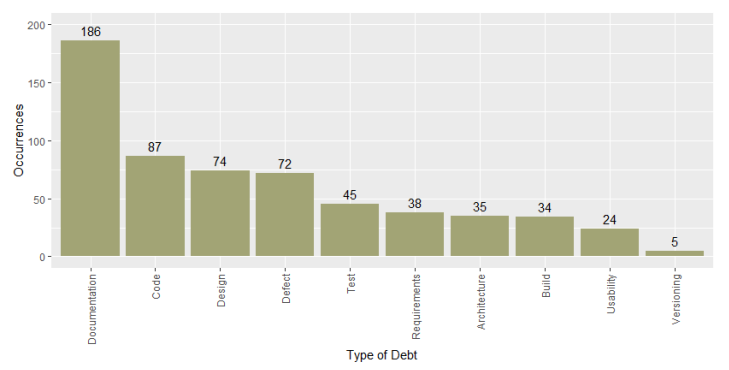 200
150
100
50
0
Occurrences
186
87
74
72
45
38
35
34
24
5
Documentation
Code
Design
Defect
Test
Requirements
Architecture
Build
Usability
Versioning
Type of Debt